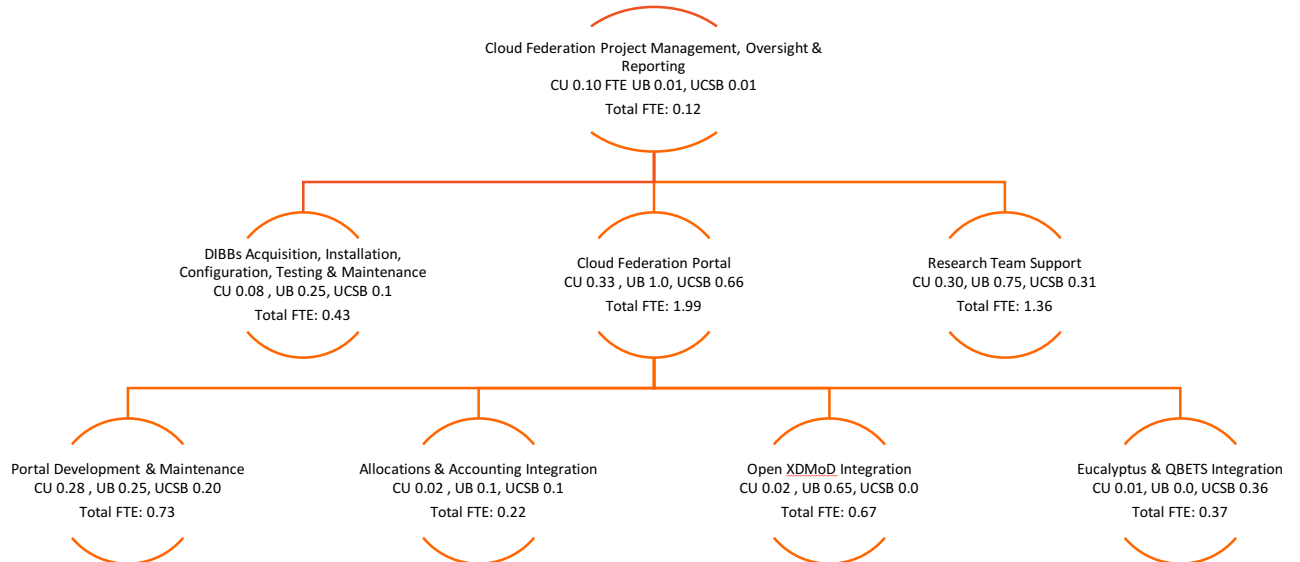 Cloud Federation Project Management, Oversight &
Reporting
CU 0.10 FTE UB 0.01, UCSB 0.01
Total FTE: 0.12
DIBBs Acquisition, Installation,
Configuration, Testing & Maintenance
CU 0.08 , UB 0.25, UCSB 0.1
Total FTE: 0.43
Cloud Federation Portal
CU 0.33 , UB 1.0, UCSB 0.66
Total FTE: 1.99
Research Team Support
CU 0.30, UB 0.75, UCSB 0.31
Total FTE: 1.36
Portal Development & Maintenance
CU 0.28 , UB 0.25, UCSB 0.20
Total FTE: 0.73
Allocations & Accounting Integration
CU 0.02 , UB 0.1, UCSB 0.1
Total FTE: 0.22
Open XDMoD Integration
CU 0.02 , UB 0.65, UCSB 0.0
Total FTE: 0.67
Eucalyptus & QBETS Integration
CU 0.01, UB 0.0, UCSB 0.36
Total FTE: 0.37